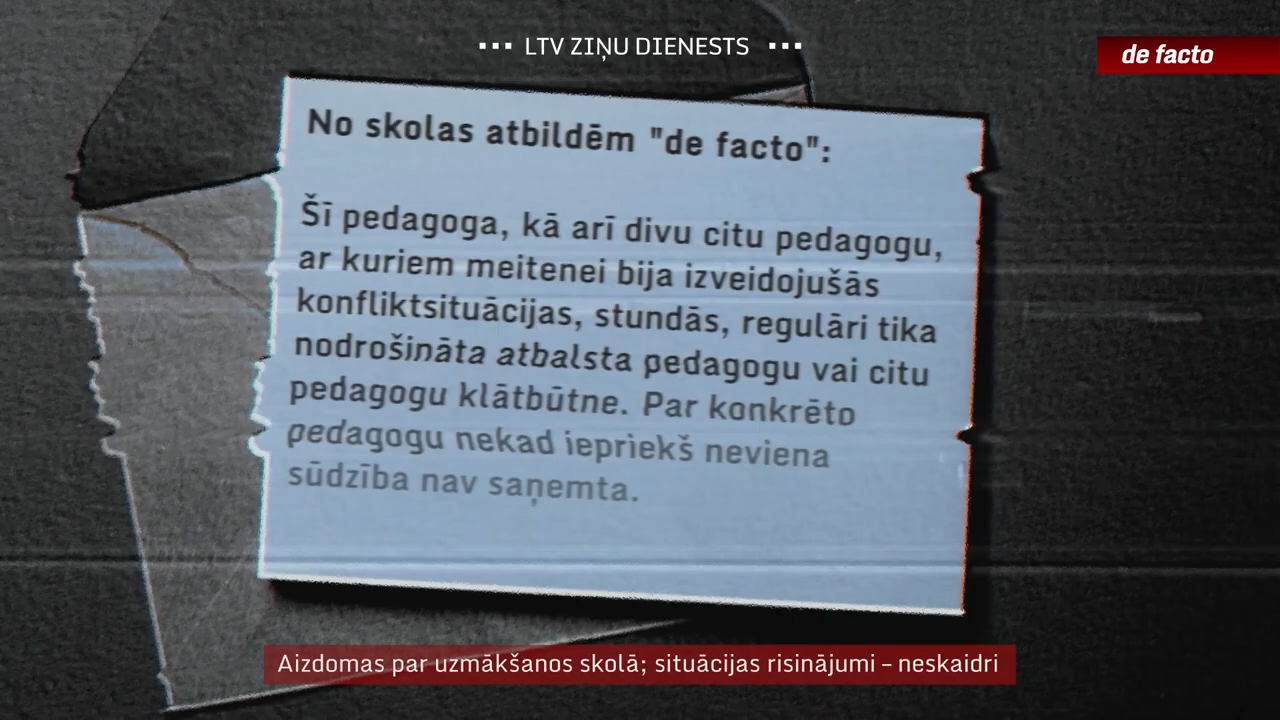 LTV ZIŅU DIENESTS
de facto
No skolas atbildēm "de facto":
Šī pedagoga, kā arī divu citu pedagogu,
ar kuriem meitenei bija izveidojušās
konfliktsituācijas, stundās, regulāri tika
nodrošināta atbalsta pedagogu vai citu
pedagogu klātbūtne. Par konkrēto
pedagogu nekad iepriekš neviena
sūdzība nav saņemta.
Aizdomas par uzmākšanos skolā; situācijas risinājumi – neskaidri